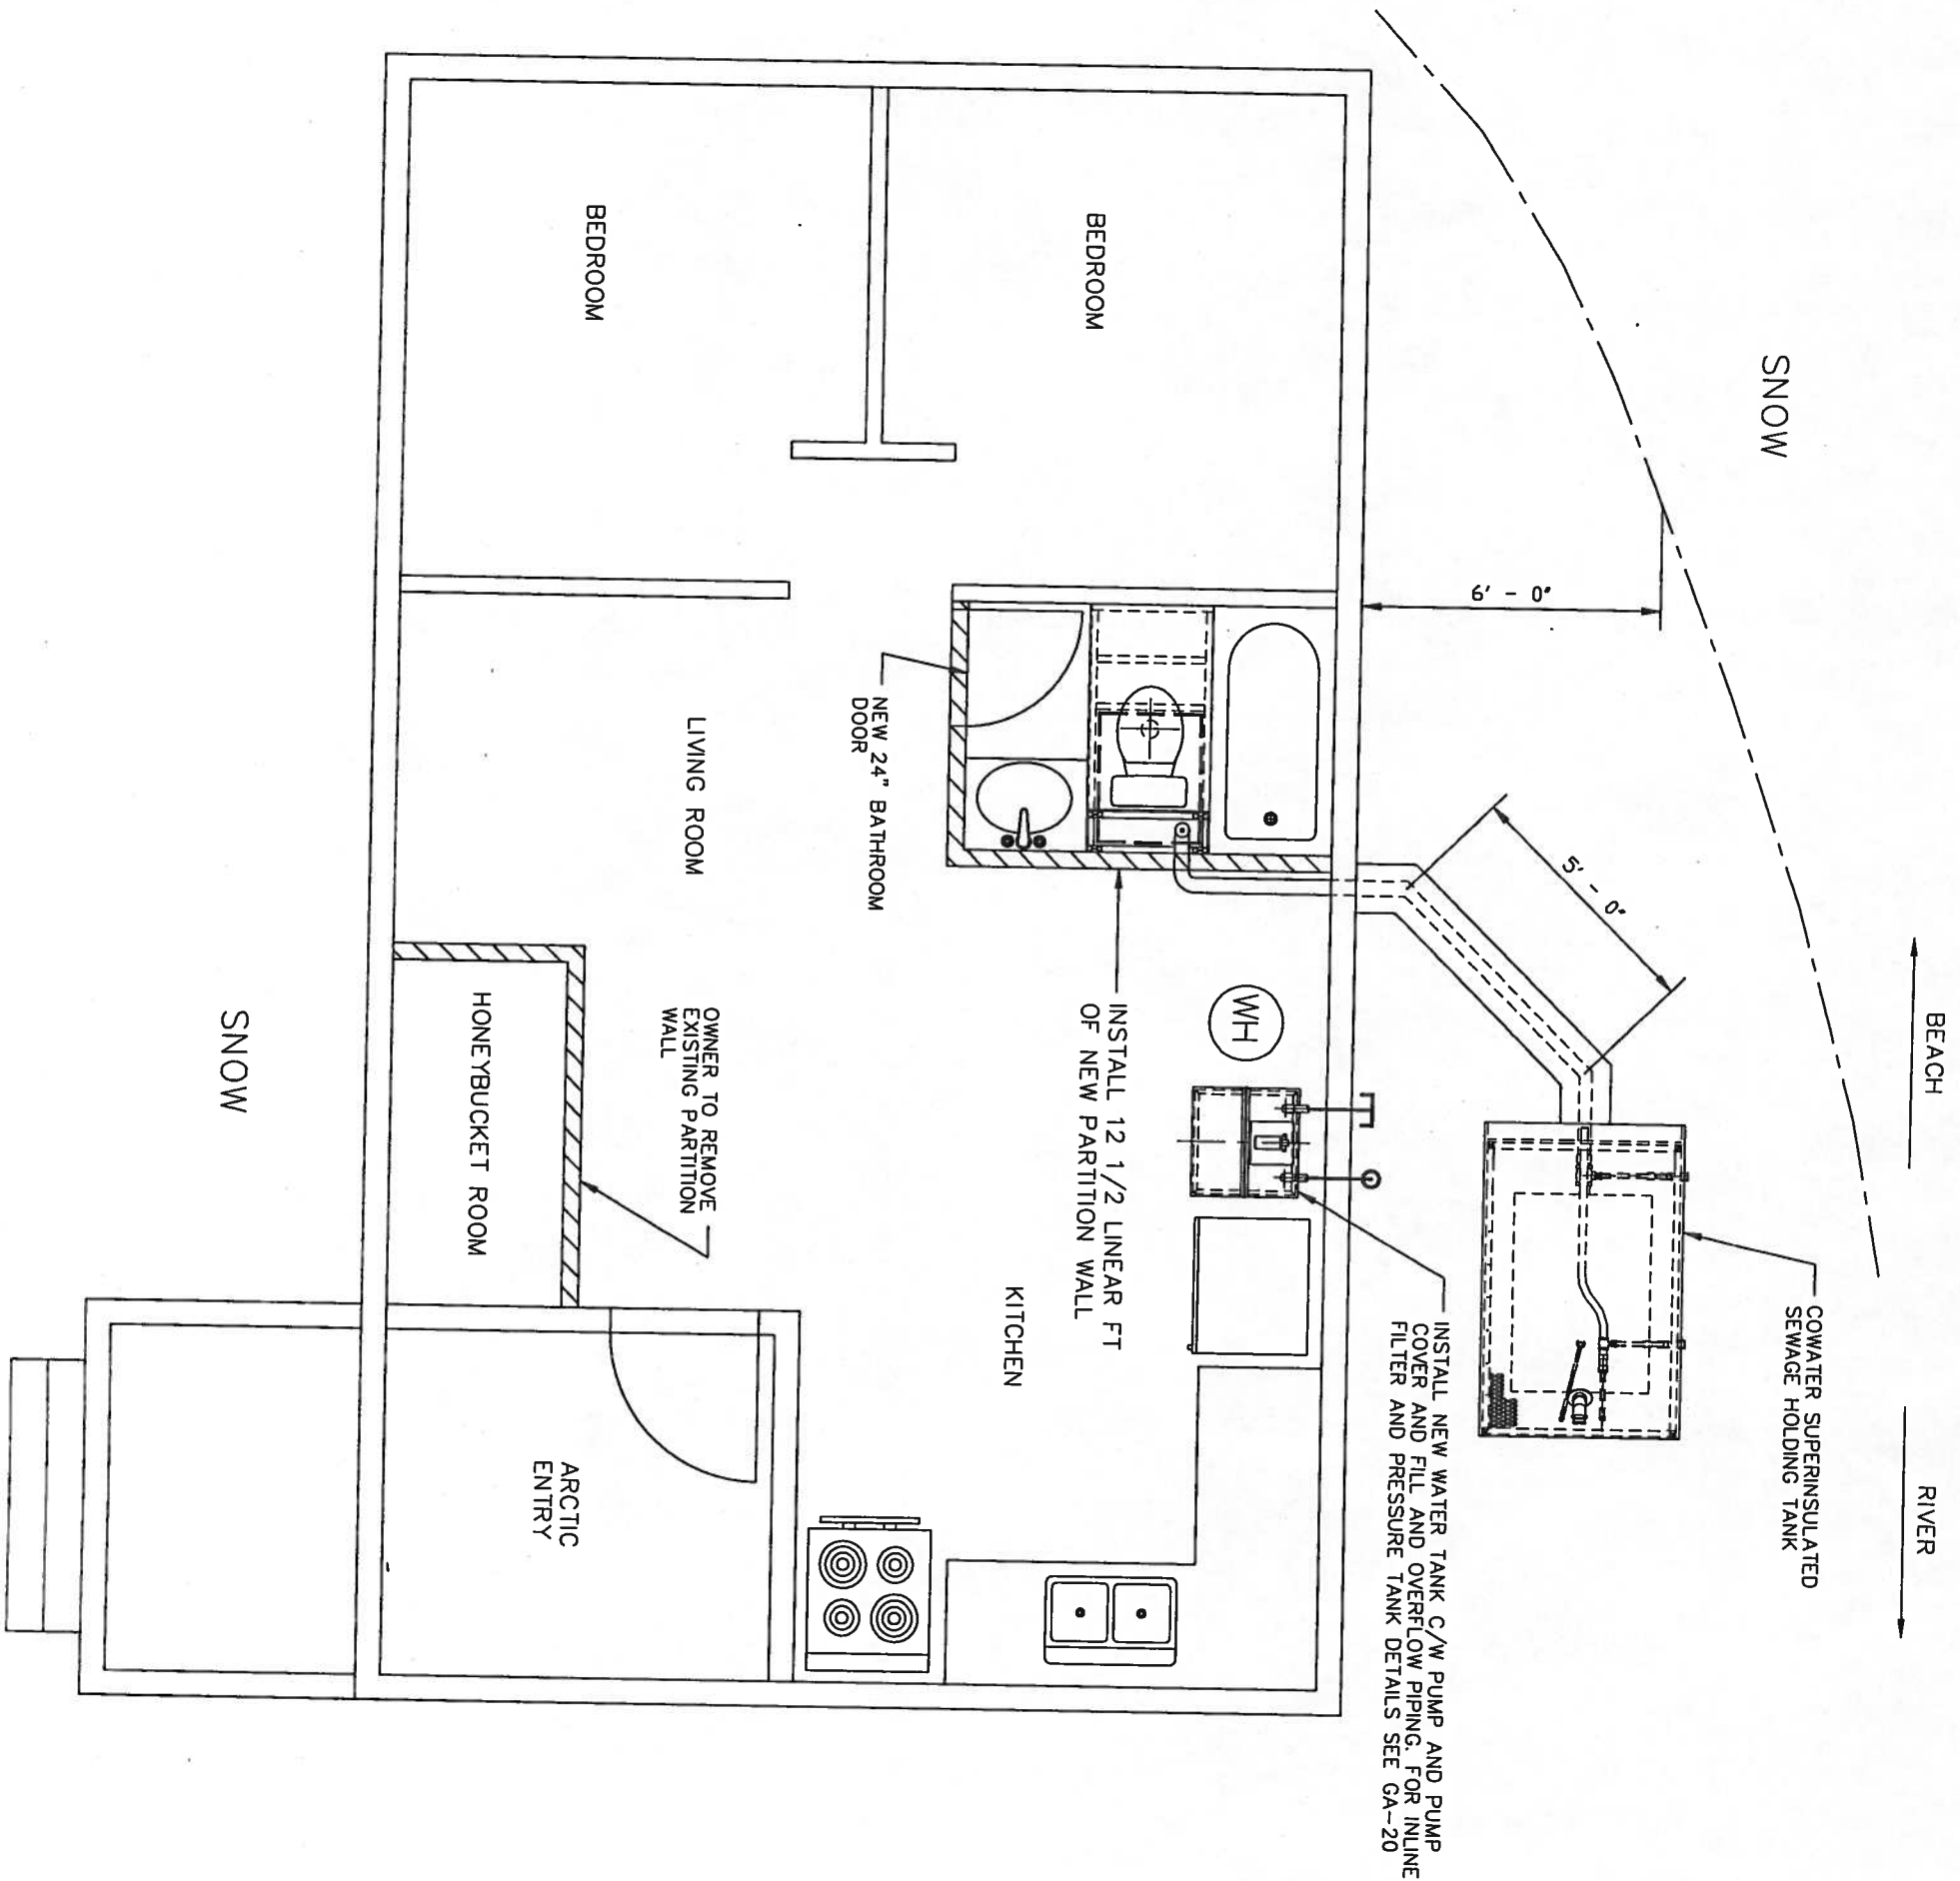 BEACH
RIVER
SNOW
COWATER SUPERINSULATED
SEWAGE HOLDING TANK
6' - 0"
5' - 0"
INSTALL NEW WATER TANK C/W PUMP AND PUMP
COVER AND FILL AND OVERFLOW PIPING. FOR INLINE
FILTER AND PRESSURE TANK DETAILS SEE GA-20
WH
BEDROOM
INSTALL 12 1/2 LINEAR FT
OF NEW PARTITION WALL
KITCHEN
NEW 24" BATHROOM
DOOR
LIVING ROOM
OWNER TO REMOVE
EXISTING PARTITION
WALL
BEDROOM
HONEYBUCKET ROOM
ARCTIC
ENTRY
SNOW